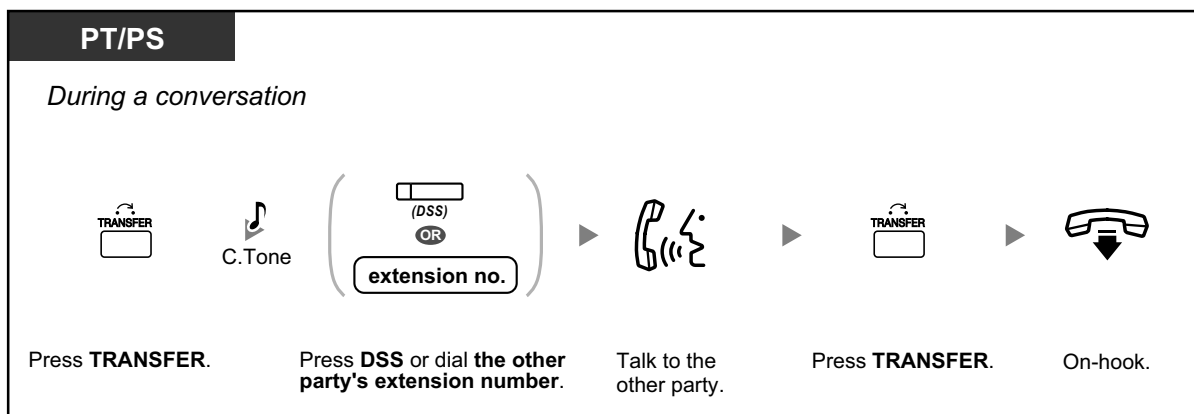 PT/PS
During a conversation
TRANSFER
C.Tone
(DSS)
OR
extension no.
TRANSFER
Press TRANSFER.
Press DSS or dial the other
party's extension number.
Talk to the
other party.
Press TRANSFER.
On-hook.